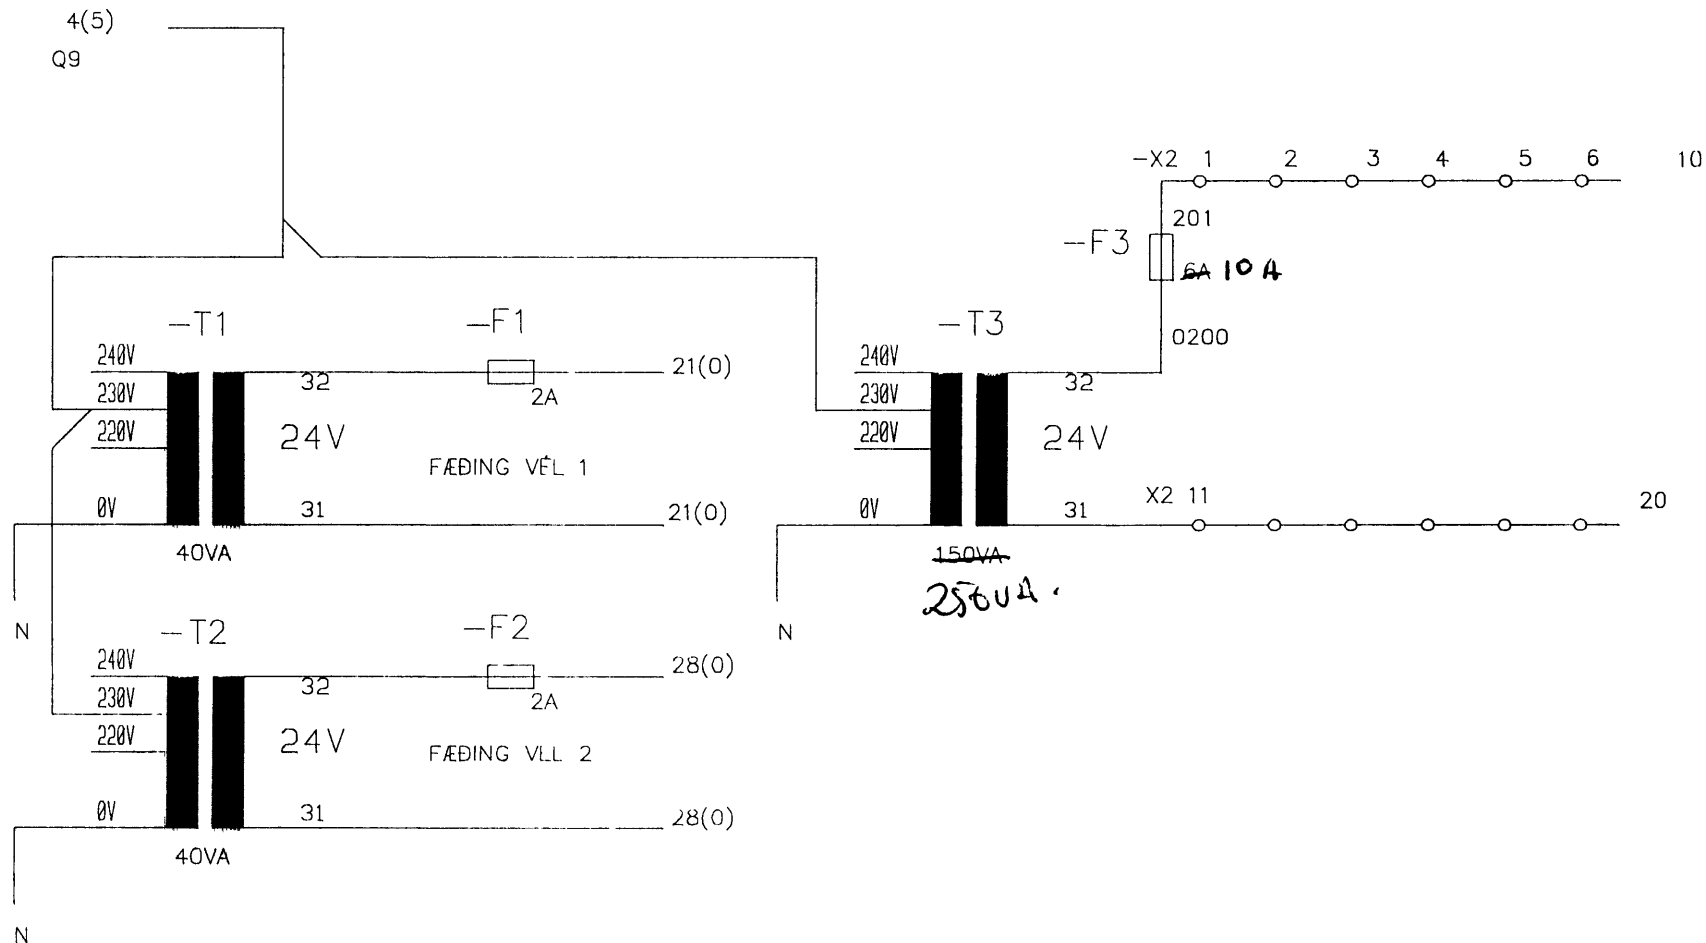 4(5)
Q9
-X2 1 2 3 4 5 6 10
201
-F3
6A 10A
0200
-T1 -F1
240V 32 21(0)
230V 2A
220V 24V
FÆÐING VÉL 1
0V 31 21(0)
40VA
N
-T3
240V 32
230V
220V 24V
X2 11 20
0V 31
150VA
250VA.
N
-T2 -F2
240V 32 28(0)
230V 2A
220V 24V
FÆÐING VLL 2
0V 31 28(0)
40VA
N